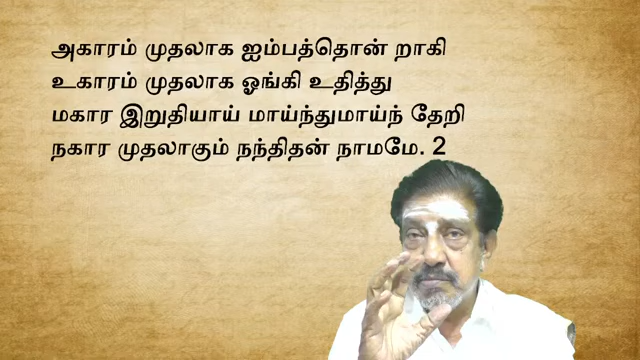 அகாரம் முதலாக ஐம்பத்தொன் றாகி
உகாரம் முதலாக ஓங்கி உதித்து
மகார இறுதியாய் மாய்ந்துமாய்ந் தேறி
நகார முதலாகும் நந்திதன் நாமமே. 2